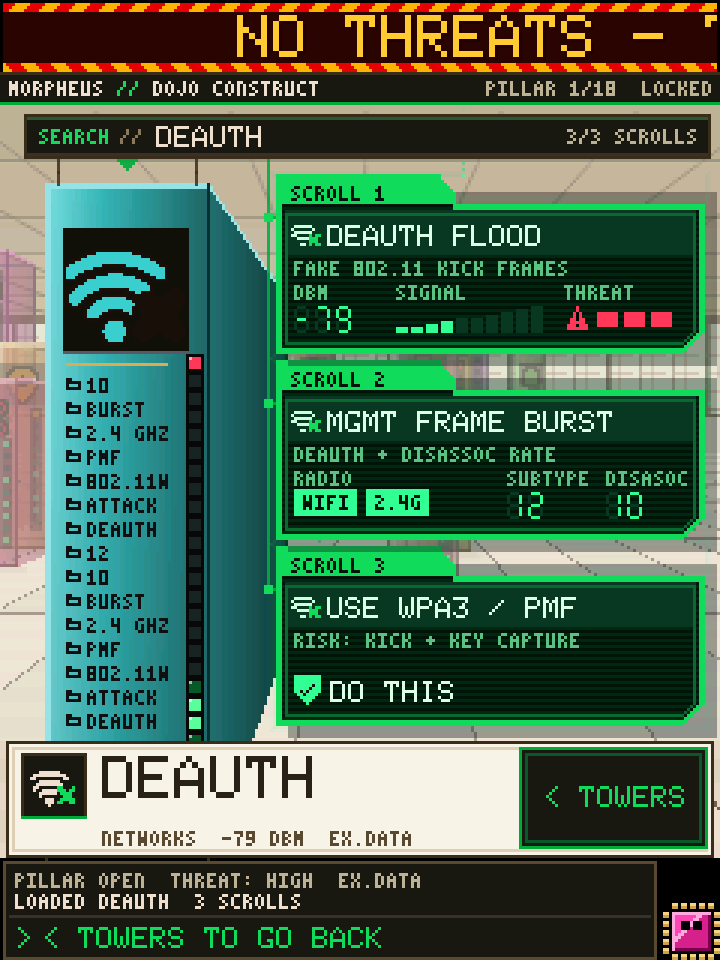 NO THREATS -
MORPHEUS // DOJO CONSTRUCT
PILLAR 1/18 LOCKED
SEARCH // DEAUTH
3/3 SCROLLS
10
BURST
2.4 GHZ
PMF
802.11W
ATTACK
DEAUTH
12
10
BURST
2.4 GHZ
PMF
802.11W
ATTACK
DEAUTH
SCROLL 1
DEAUTH FLOOD
FAKE 802.11 KICK FRAMES
DBM SIGNAL THREAT
-79
SCROLL 2
MGMT FRAME BURST
DEAUTH + DISASSOC RATE
RADIO SUBTYPE DISASOC
WIFI 2.4G 12 10
SCROLL 3
USE WPA3 / PMF
RISK: KICK + KEY CAPTURE
DO THIS
DEAUTH
NETWORKS -79 DBM EX.DATA
< TOWERS
PILLAR OPEN THREAT: HIGH EX.DATA
LOADED DEAUTH 3 SCROLLS
> < TOWERS TO GO BACK